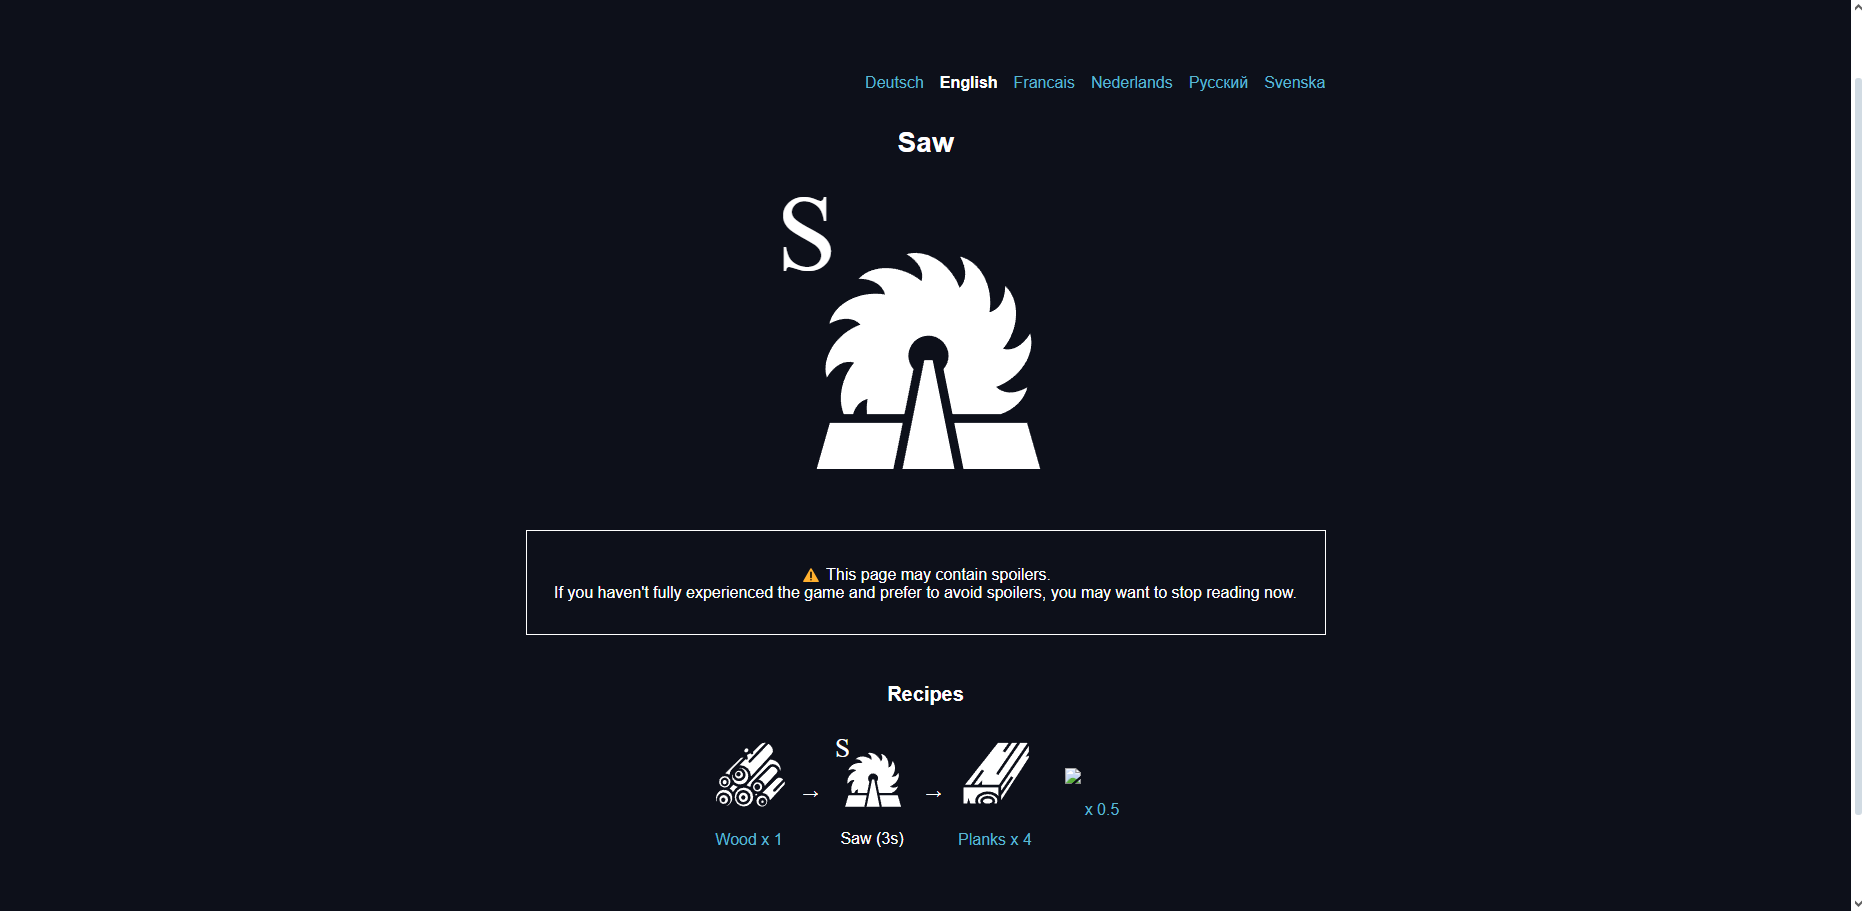 Deutsch English Francais Nederlands Русский Svenska
Saw
S
⚠ This page may contain spoilers.
If you haven't fully experienced the game and prefer to avoid spoilers, you may want to stop reading now.
Recipes
S
→ →
x 0.5
Wood x 1 Saw (3s) Planks x 4